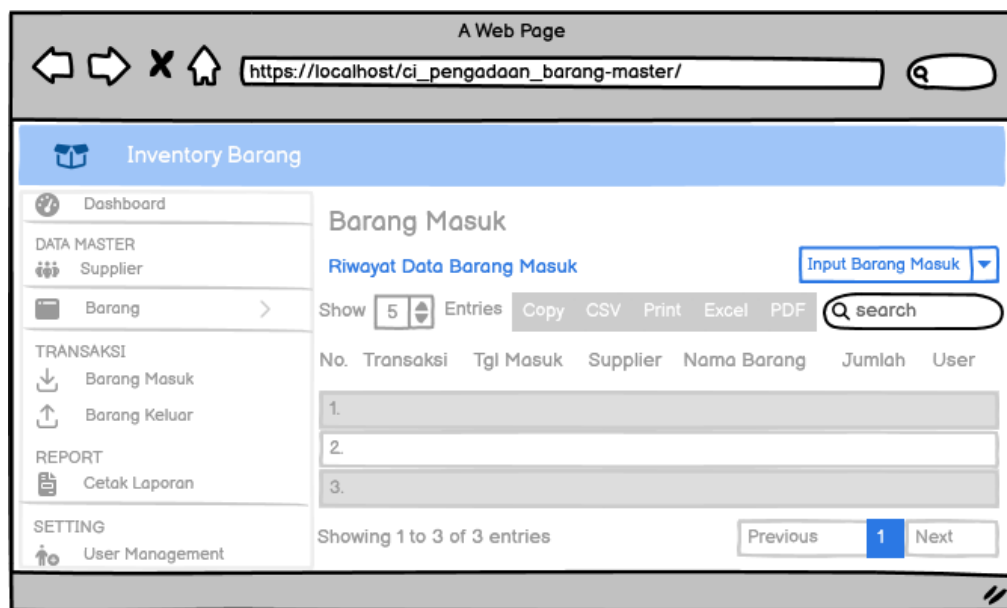 A Web Page
https://localhost/ci_pengadaan_barang-master/
Inventory Barang
Dashboard
DATA MASTER
Supplier
Barang
TRANSAKSI
Barang Masuk
Barang Keluar
REPORT
Cetak Laporan
SETTING
User Management
Barang Masuk
Riwayat Data Barang Masuk
Input Barang Masuk
Show 5 Entries Copy CSV Print Excel PDF search
No. Transaksi Tgl Masuk Supplier Nama Barang Jumlah User
1.
2.
3.
Showing 1 to 3 of 3 entries
Previous 1 Next